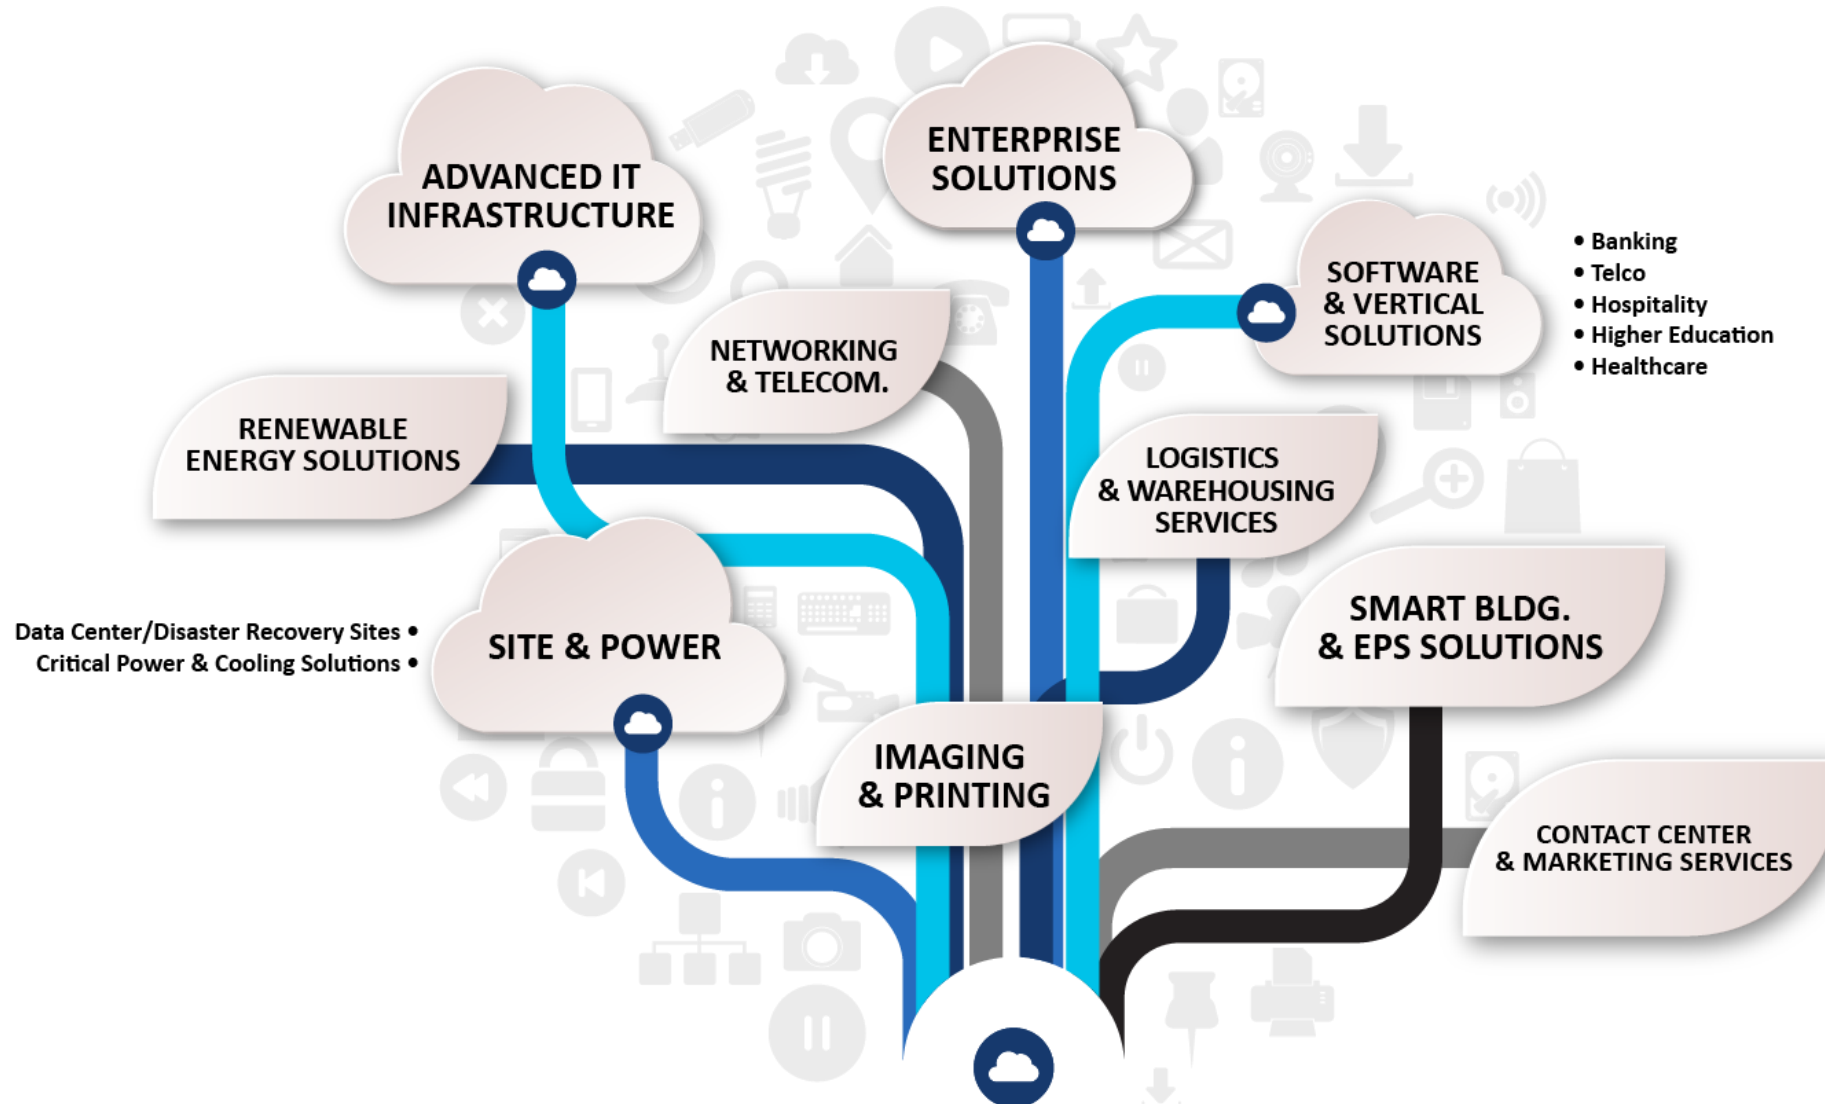 ADVANCED IT
INFRASTRUCTURE
ENTERPRISE
SOLUTIONS
SOFTWARE
& VERTICAL
SOLUTIONS
• Banking
• Telco
• Hospitality
• Higher Education
• Healthcare
NETWORKING
& TELECOM.
RENEWABLE
ENERGY SOLUTIONS
LOGISTICS
& WAREHOUSING
SERVICES
SITE & POWER
Data Center/Disaster Recovery Sites •
Critical Power & Cooling Solutions •
SMART BLDG.
& EPS SOLUTIONS
IMAGING
& PRINTING
CONTACT CENTER
& MARKETING SERVICES